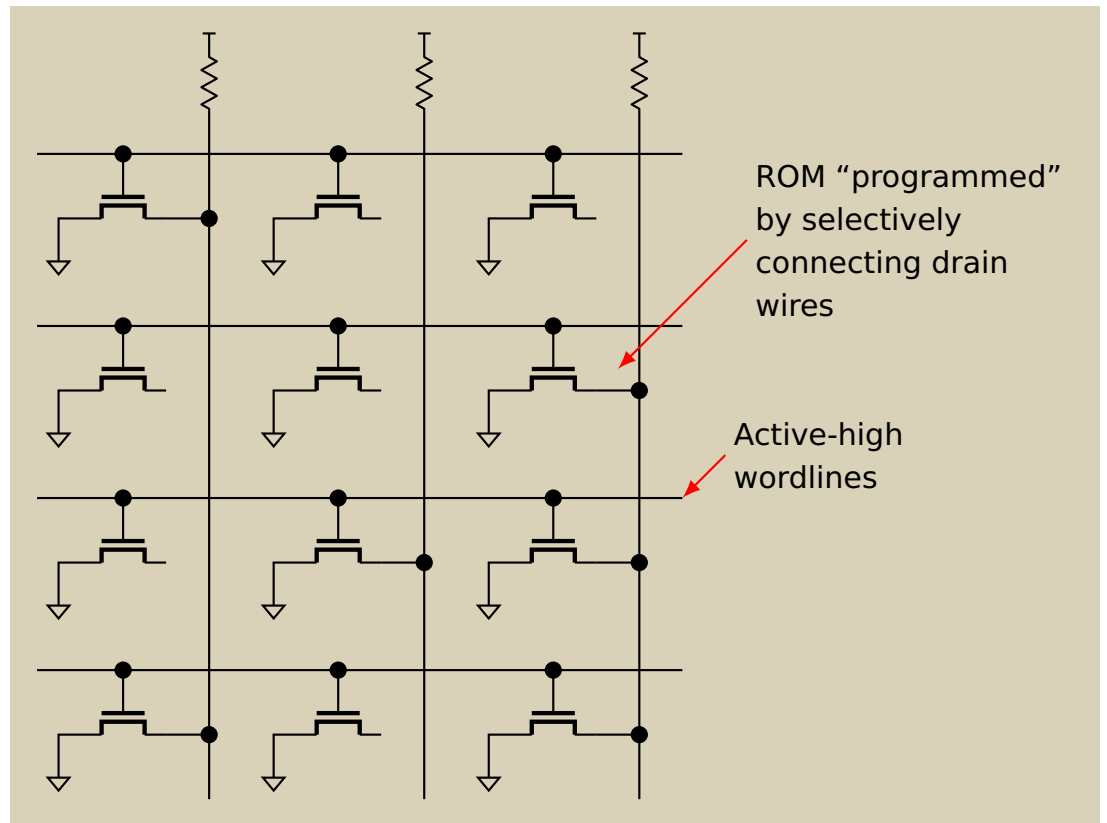 ROM “programmed”
by selectively
connecting drain
wires
Active-high
wordlines